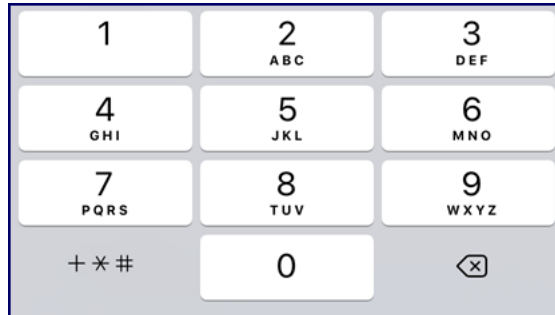 1 2 3
ABC DEF
4 5 6
GHI JKL MNO
7 8 9
PQRS TUV WXYZ
+*# 0